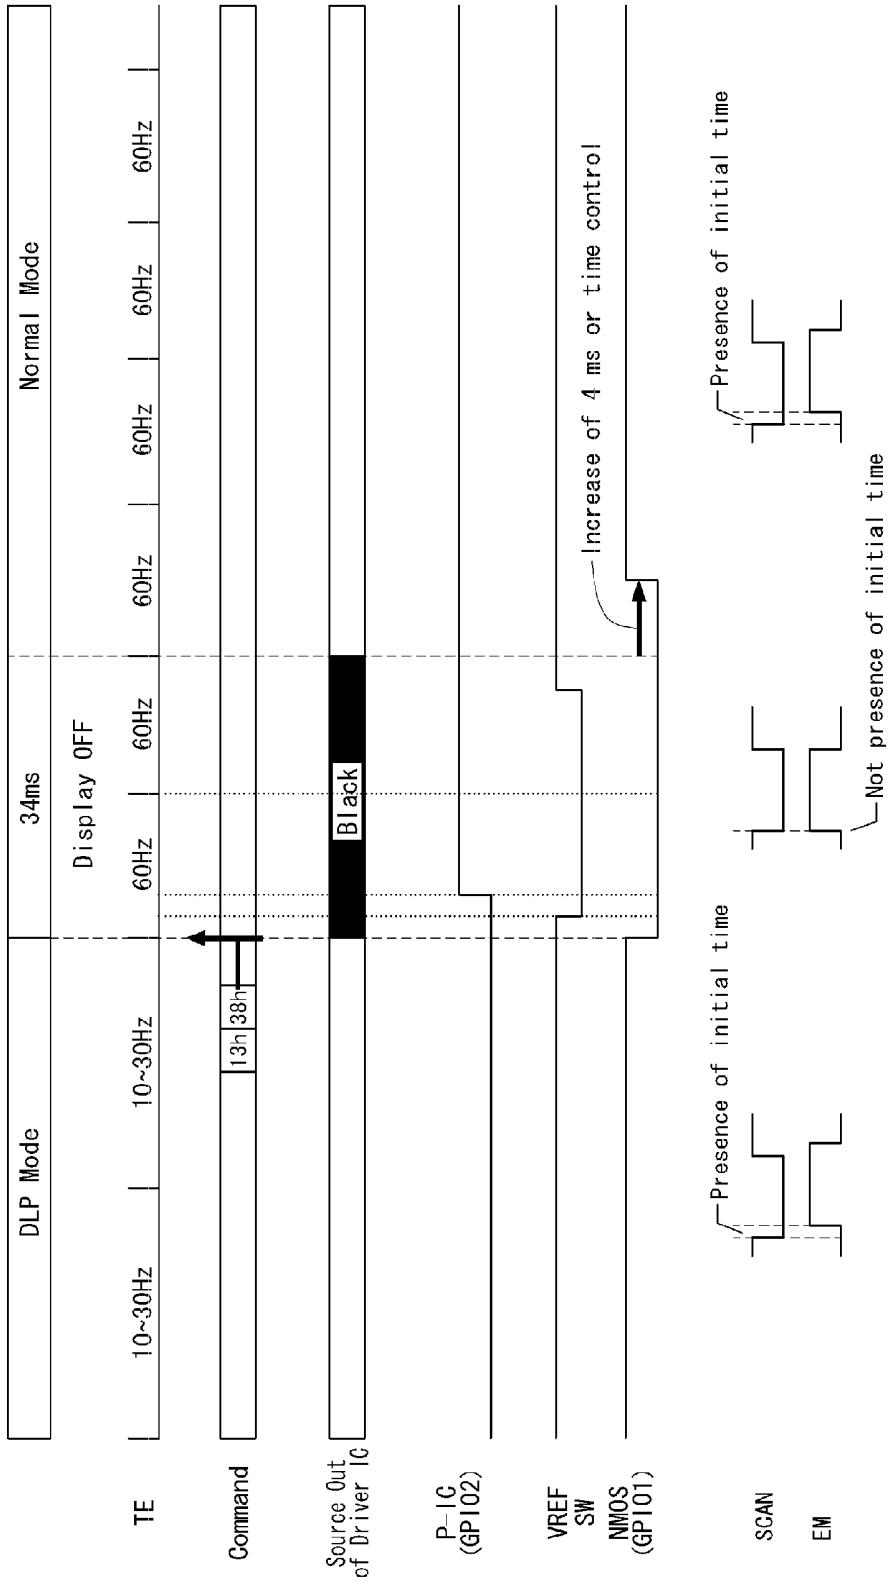 DLP Mode
34ms
Normal Mode
Display OFF
TE
10~30Hz
10~30Hz
60Hz
60Hz
60Hz
60Hz
60Hz
60Hz
Command
13h
38h
Source Out
of Driver IC
Black
P-IC
(GPIO2)
VREF
SW
NMOS
(GPIO1)
Increase of 4 ms or time control
SCAN
EM
Presence of initial time
Not presence of initial time
Presence of initial time